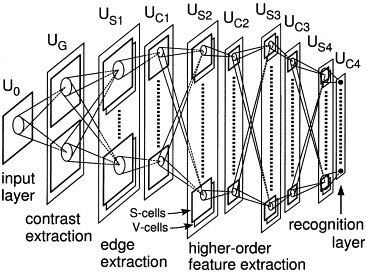 U0
UG
US1
UC1
US2
UC2
US3
UC3
US4
UC4
input
layer
contrast
extraction
edge
extraction
S-cells
V-cells
higher-order
feature extraction
recognition
layer